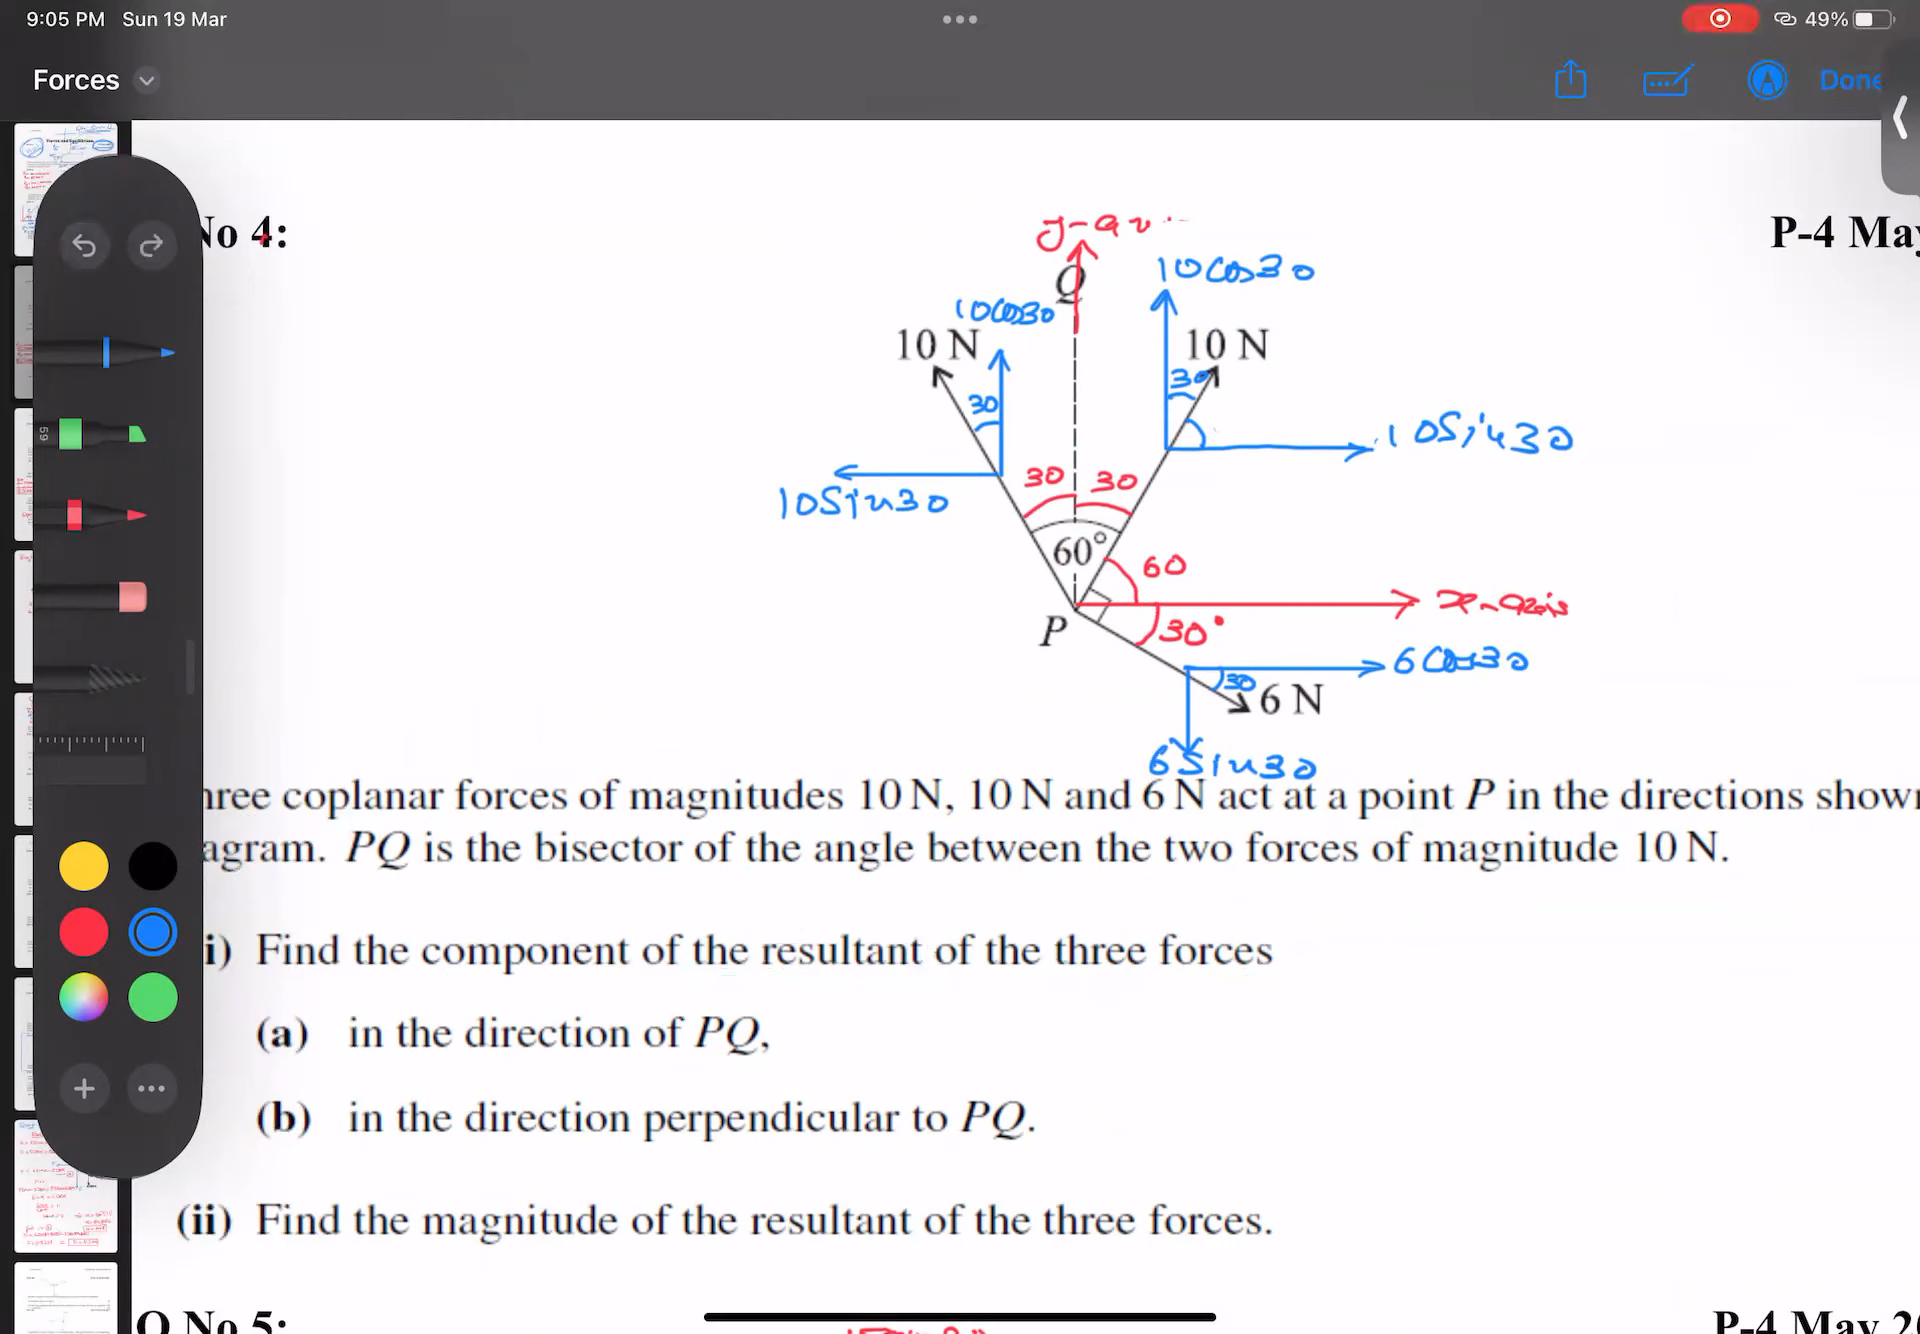 9:05 PM Sun 19 Mar
49%
Forces
Done
No 4:
P-4 May
Q
10cos30
10cos30
10 N
10 N
30
30
10Sin30
10Sin30
30
30
60°
60
x-axis
P
30°
6cos30
30
6 N
6Sin30
hree coplanar forces of magnitudes 10 N, 10 N and 6 N act at a point P in the directions shown
agram. PQ is the bisector of the angle between the two forces of magnitude 10 N.
i) Find the component of the resultant of the three forces
(a) in the direction of PQ,
(b) in the direction perpendicular to PQ.
(ii) Find the magnitude of the resultant of the three forces.
Q No 5:
P-4 May 20
59